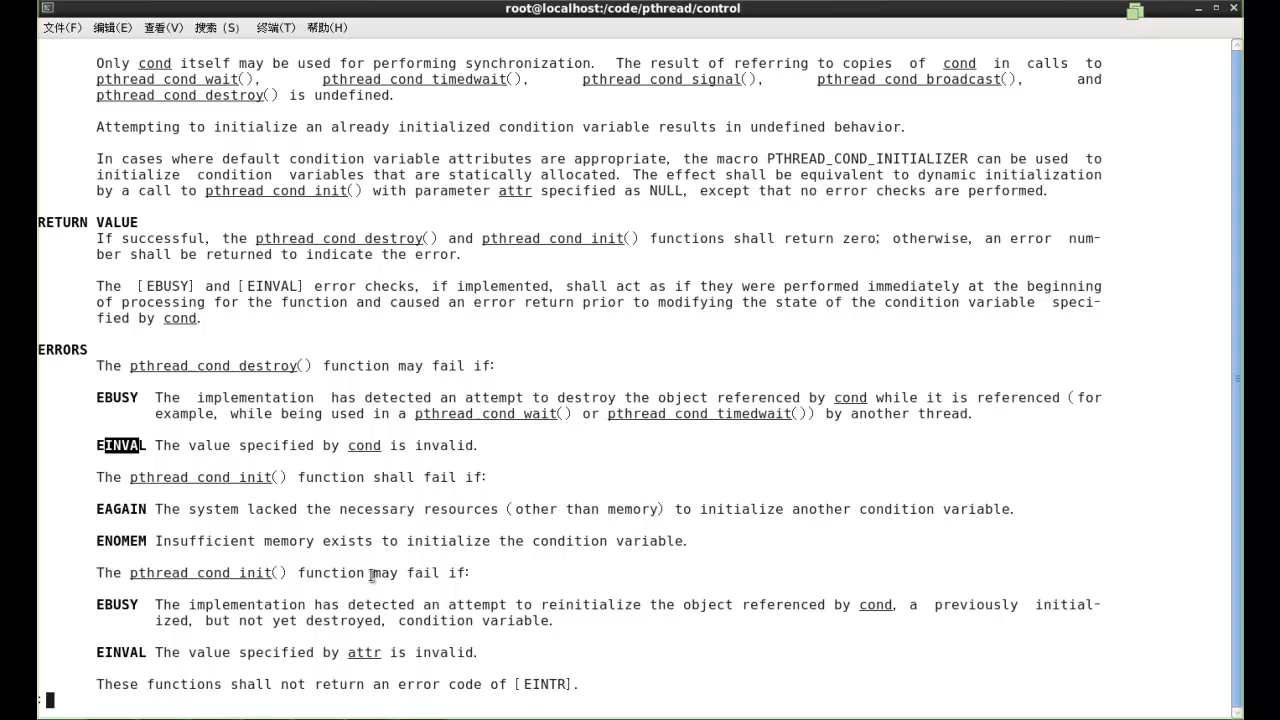 root@localhost:/code/pthread/control
文件(F) 编辑(E) 查看(V) 搜索 (S) 终端(T) 帮助(H)
Only cond itself may be used for performing synchronization. The result of referring to copies of cond in calls to
pthread_cond_wait(), pthread_cond_timedwait(), pthread_cond_signal(), pthread_cond_broadcast(), and
pthread_cond_destroy() is undefined.
Attempting to initialize an already initialized condition variable results in undefined behavior.
In cases where default condition variable attributes are appropriate, the macro PTHREAD_COND_INITIALIZER can be used to
initialize condition variables that are statically allocated. The effect shall be equivalent to dynamic initialization
by a call to pthread_cond_init() with parameter attr specified as NULL, except that no error checks are performed.
RETURN VALUE
If successful, the pthread_cond_destroy() and pthread_cond_init() functions shall return zero; otherwise, an error num-
ber shall be returned to indicate the error.
The [EBUSY] and [EINVAL] error checks, if implemented, shall act as if they were performed immediately at the beginning
of processing for the function and caused an error return prior to modifying the state of the condition variable speci-
fied by cond.
ERRORS
The pthread_cond_destroy() function may fail if:
EBUSY The implementation has detected an attempt to destroy the object referenced by cond while it is referenced (for
example, while being used in a pthread_cond_wait() or pthread_cond_timedwait()) by another thread.
EINVAL The value specified by cond is invalid.
The pthread_cond_init() function shall fail if:
EAGAIN The system lacked the necessary resources (other than memory) to initialize another condition variable.
ENOMEM Insufficient memory exists to initialize the condition variable.
The pthread_cond_init() function may fail if:
EBUSY The implementation has detected an attempt to reinitialize the object referenced by cond, a previously initial-
ized, but not yet destroyed, condition variable.
EINVAL The value specified by attr is invalid.
These functions shall not return an error code of [EINTR].
: